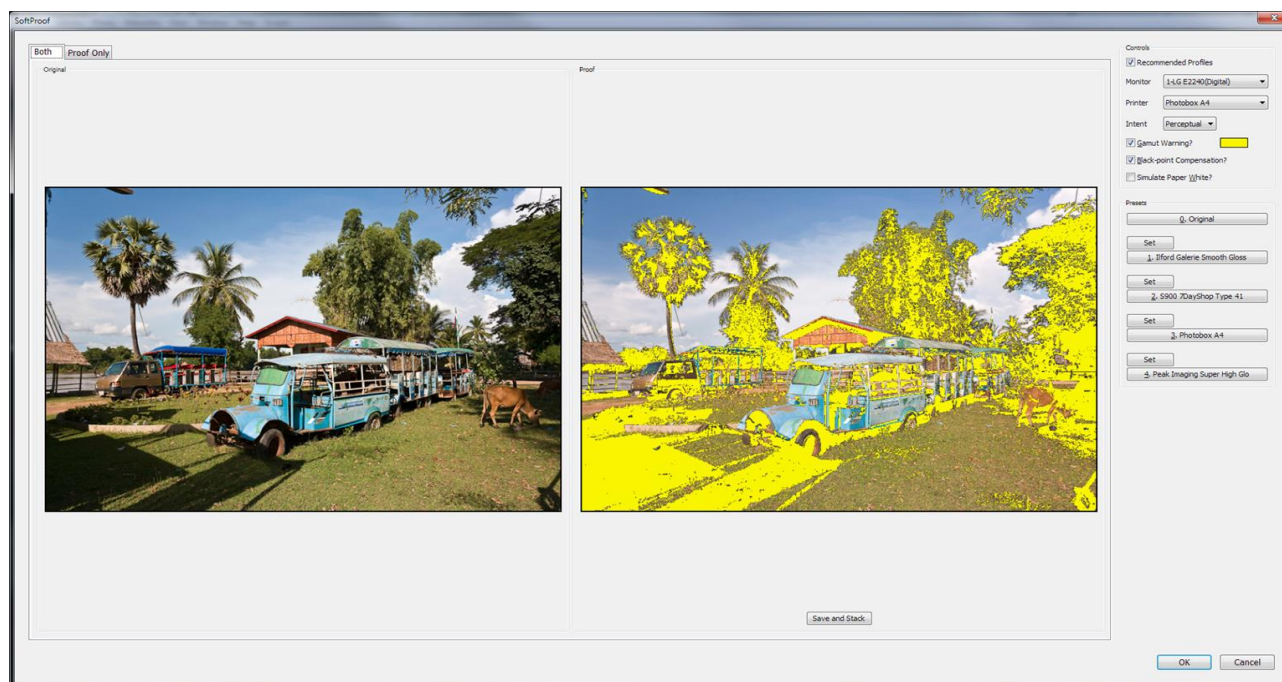 SoftProof
Both
Proof Only
Original
Proof
Save and Stack
Controls
Recommended Profiles
Monitor 1-LG E2240(Digital)
Printer Photobox A4
Intent Perceptual
Gamut Warning?
Black-point Compensation?
Simulate Paper White?
Presets
0. Original
Set
1. Ilford Galerie Smooth Gloss
Set
2. S900 7DayShop Type 41
Set
3. Photobox A4
Set
4. Peak Imaging Super High Glo
OK
Cancel